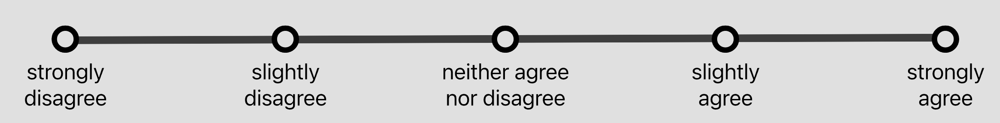 strongly
disagree
slightly
disagree
neither agree
nor disagree
slightly
agree
strongly
agree